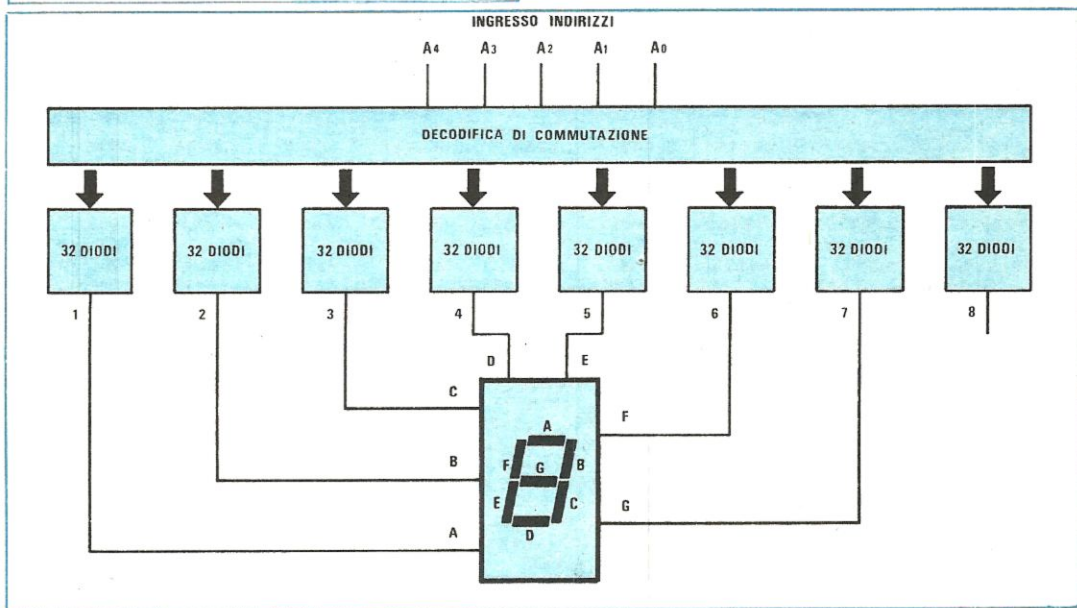 INGRESSO INDIRIZZI
A4 A3 A2 A1 A0
DECODIFICA DI COMMUTAZIONE
32 DIODI 32 DIODI 32 DIODI 32 DIODI 32 DIODI 32 DIODI 32 DIODI 32 DIODI
1 2 3 4 5 6 7 8
D E
C
F
A
B
F G B
E C
G
D
A